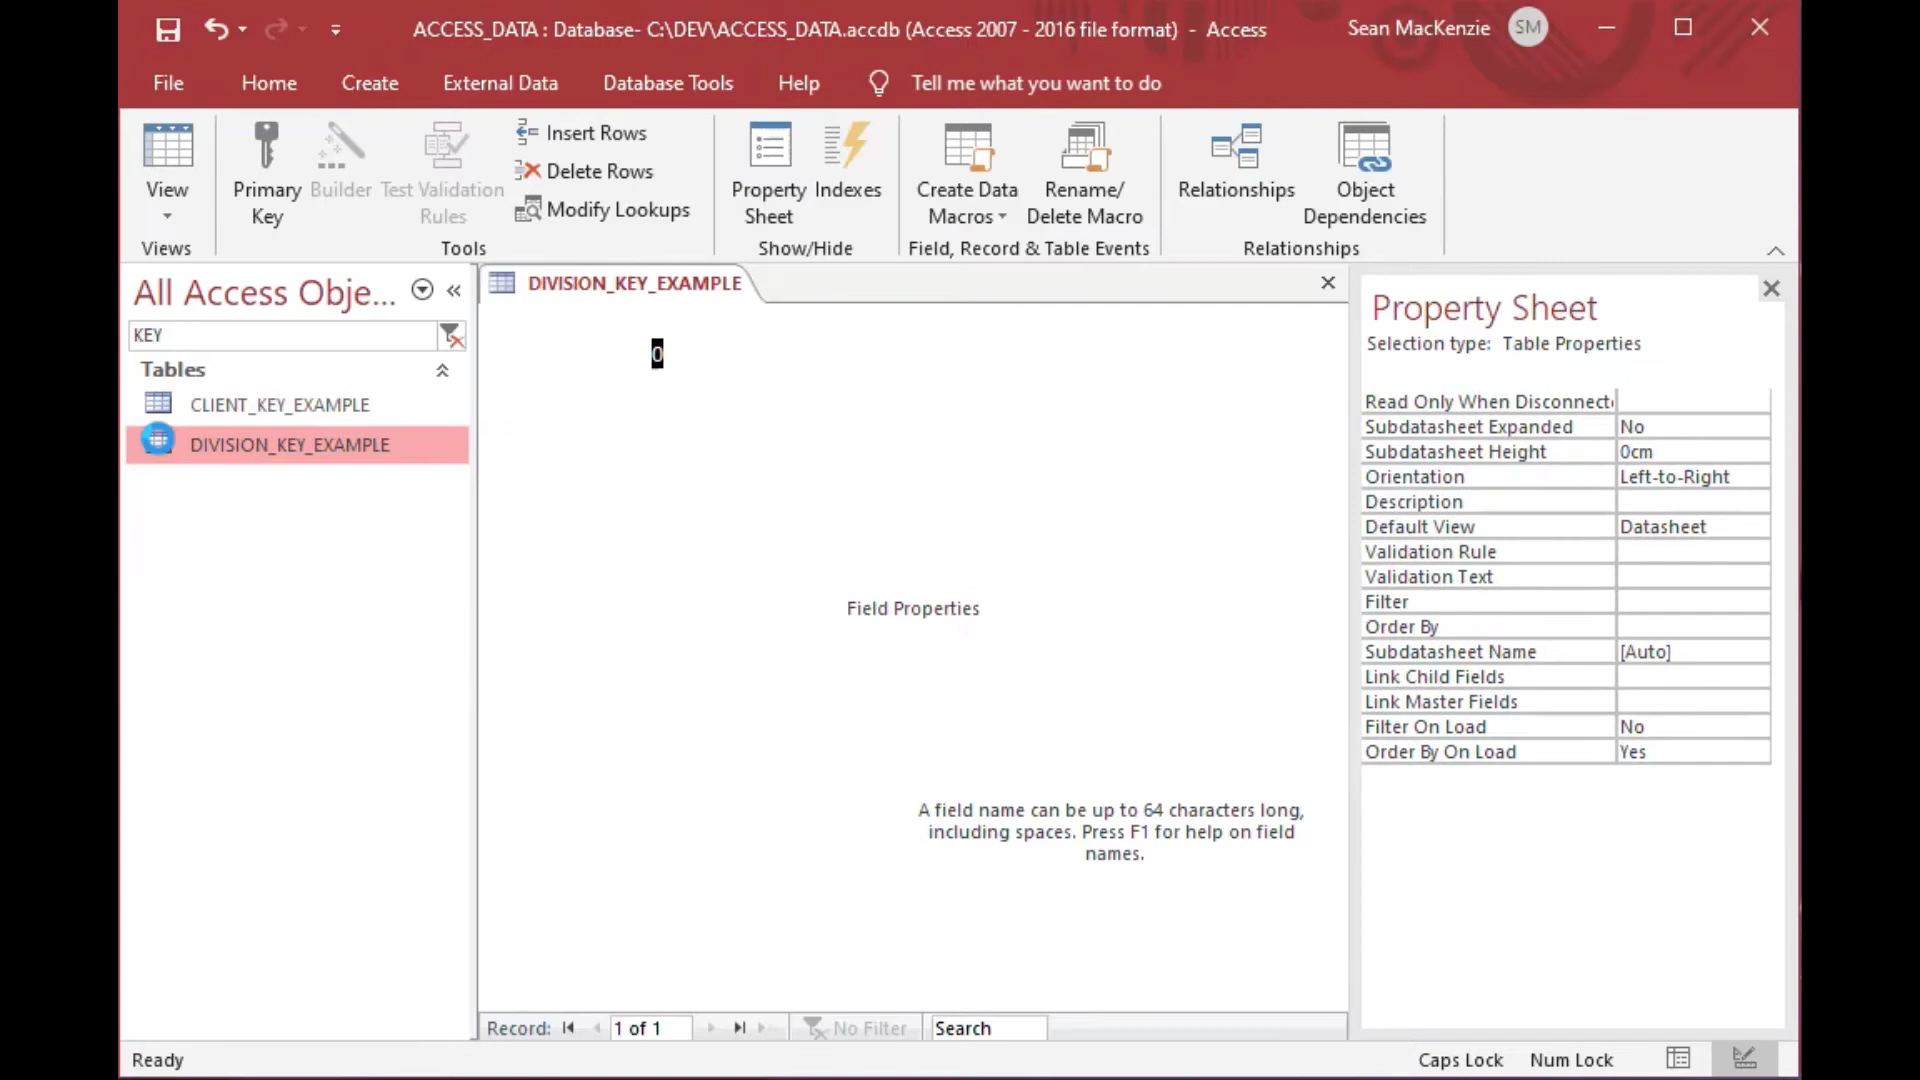 ACCESS_DATA : Database- C:\DEV\ACCESS_DATA.accdb (Access 2007 - 2016 file format) - Access
Sean MacKenzie
SM
File Home Create External Data Database Tools Help Tell me what you want to do
View
Primary Key
Builder
Test Validation Rules
Insert Rows
Delete Rows
Modify Lookups
Property Sheet
Indexes
Create Data Macros
Rename/ Delete Macro
Relationships
Object Dependencies
Views
Tools
Show/Hide
Field, Record & Table Events
Relationships
All Access Obje...
KEY
Tables
CLIENT_KEY_EXAMPLE
DIVISION_KEY_EXAMPLE
DIVISION_KEY_EXAMPLE
0
Field Properties
A field name can be up to 64 characters long,
including spaces. Press F1 for help on field
names.
Record: 1 of 1 No Filter Search
Property Sheet
Selection type: Table Properties
Read Only When Disconnect
Subdatasheet Expanded No
Subdatasheet Height 0cm
Orientation Left-to-Right
Description
Default View Datasheet
Validation Rule
Validation Text
Filter
Order By
Subdatasheet Name [Auto]
Link Child Fields
Link Master Fields
Filter On Load No
Order By On Load Yes
Ready
Caps Lock Num Lock